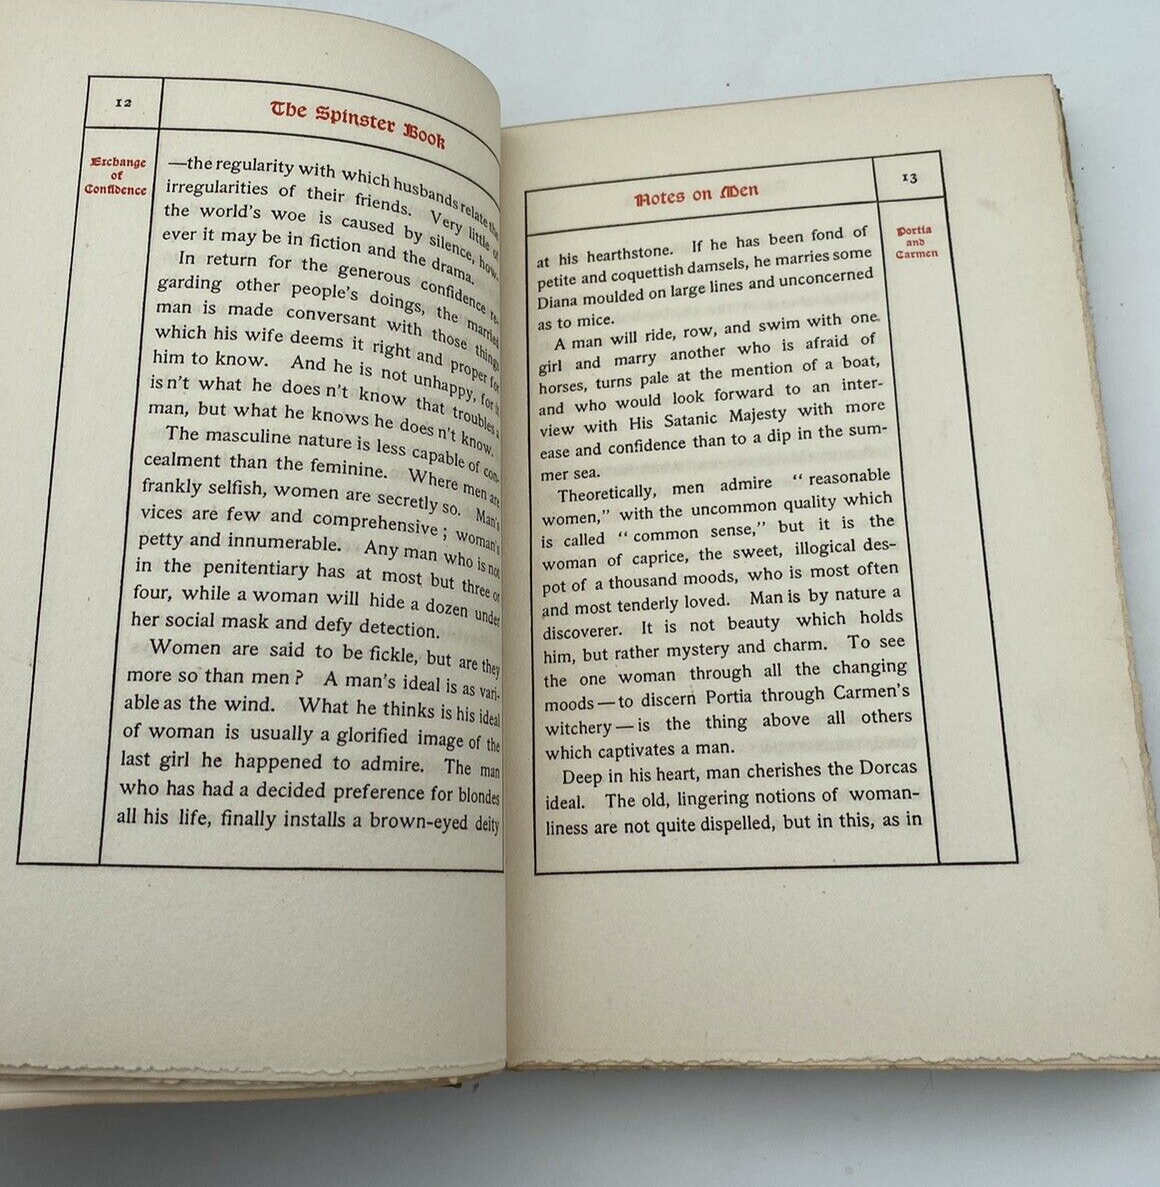 12
The Spinster Book
Exchange
of
Confidence
—the regularity with which husbands relate the
irregularities of their friends. Very little of
the world's woe is caused by silence, how-
ever it may be in fiction and the drama.
In return for the generous confidence re-
garding other people's doings, the married
man is made conversant with those things
which his wife deems it right and proper for
him to know. And he is not unhappy, for it
is n't what he does n't know that troubles a
man, but what he knows he does n't know.
The masculine nature is less capable of con-
cealment than the feminine. Where men are
frankly selfish, women are secretly so. Man's
vices are few and comprehensive; woman's
petty and innumerable. Any man who is not
in the penitentiary has at most but three or
four, while a woman will hide a dozen under
her social mask and defy detection.
Women are said to be fickle, but are they
more so than men? A man's ideal is as vari-
able as the wind. What he thinks is his ideal
of woman is usually a glorified image of the
last girl he happened to admire. The man
who has had a decided preference for blondes
all his life, finally installs a brown-eyed deity
Notes on Men
13
Portia
and
Carmen
at his hearthstone. If he has been fond of
petite and coquettish damsels, he marries some
Diana moulded on large lines and unconcerned
as to mice.
A man will ride, row, and swim with one
girl and marry another who is afraid of
horses, turns pale at the mention of a boat,
and who would look forward to an inter-
view with His Satanic Majesty with more
ease and confidence than to a dip in the sum-
mer sea.
Theoretically, men admire "reasonable
women," with the uncommon quality which
is called "common sense," but it is the
woman of caprice, the sweet, illogical des-
pot of a thousand moods, who is most often
and most tenderly loved. Man is by nature a
discoverer. It is not beauty which holds
him, but rather mystery and charm. To see
the one woman through all the changing
moods—to discern Portia through Carmen's
witchery—is the thing above all others
which captivates a man.
Deep in his heart, man cherishes the Dorcas
ideal. The old, lingering notions of woman-
liness are not quite dispelled, but in this, as in